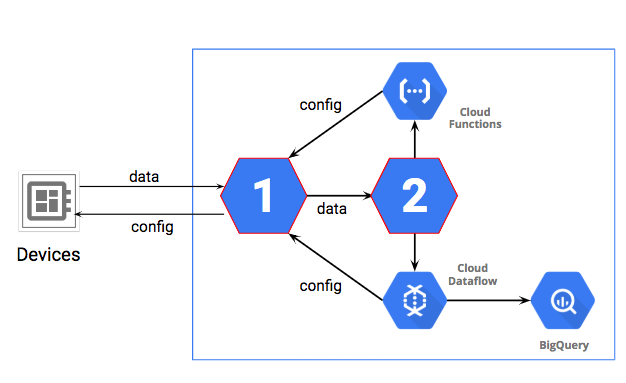 config
Cloud
Functions
data
1
2
data
config
Devices
config
Cloud
Dataflow
BigQuery